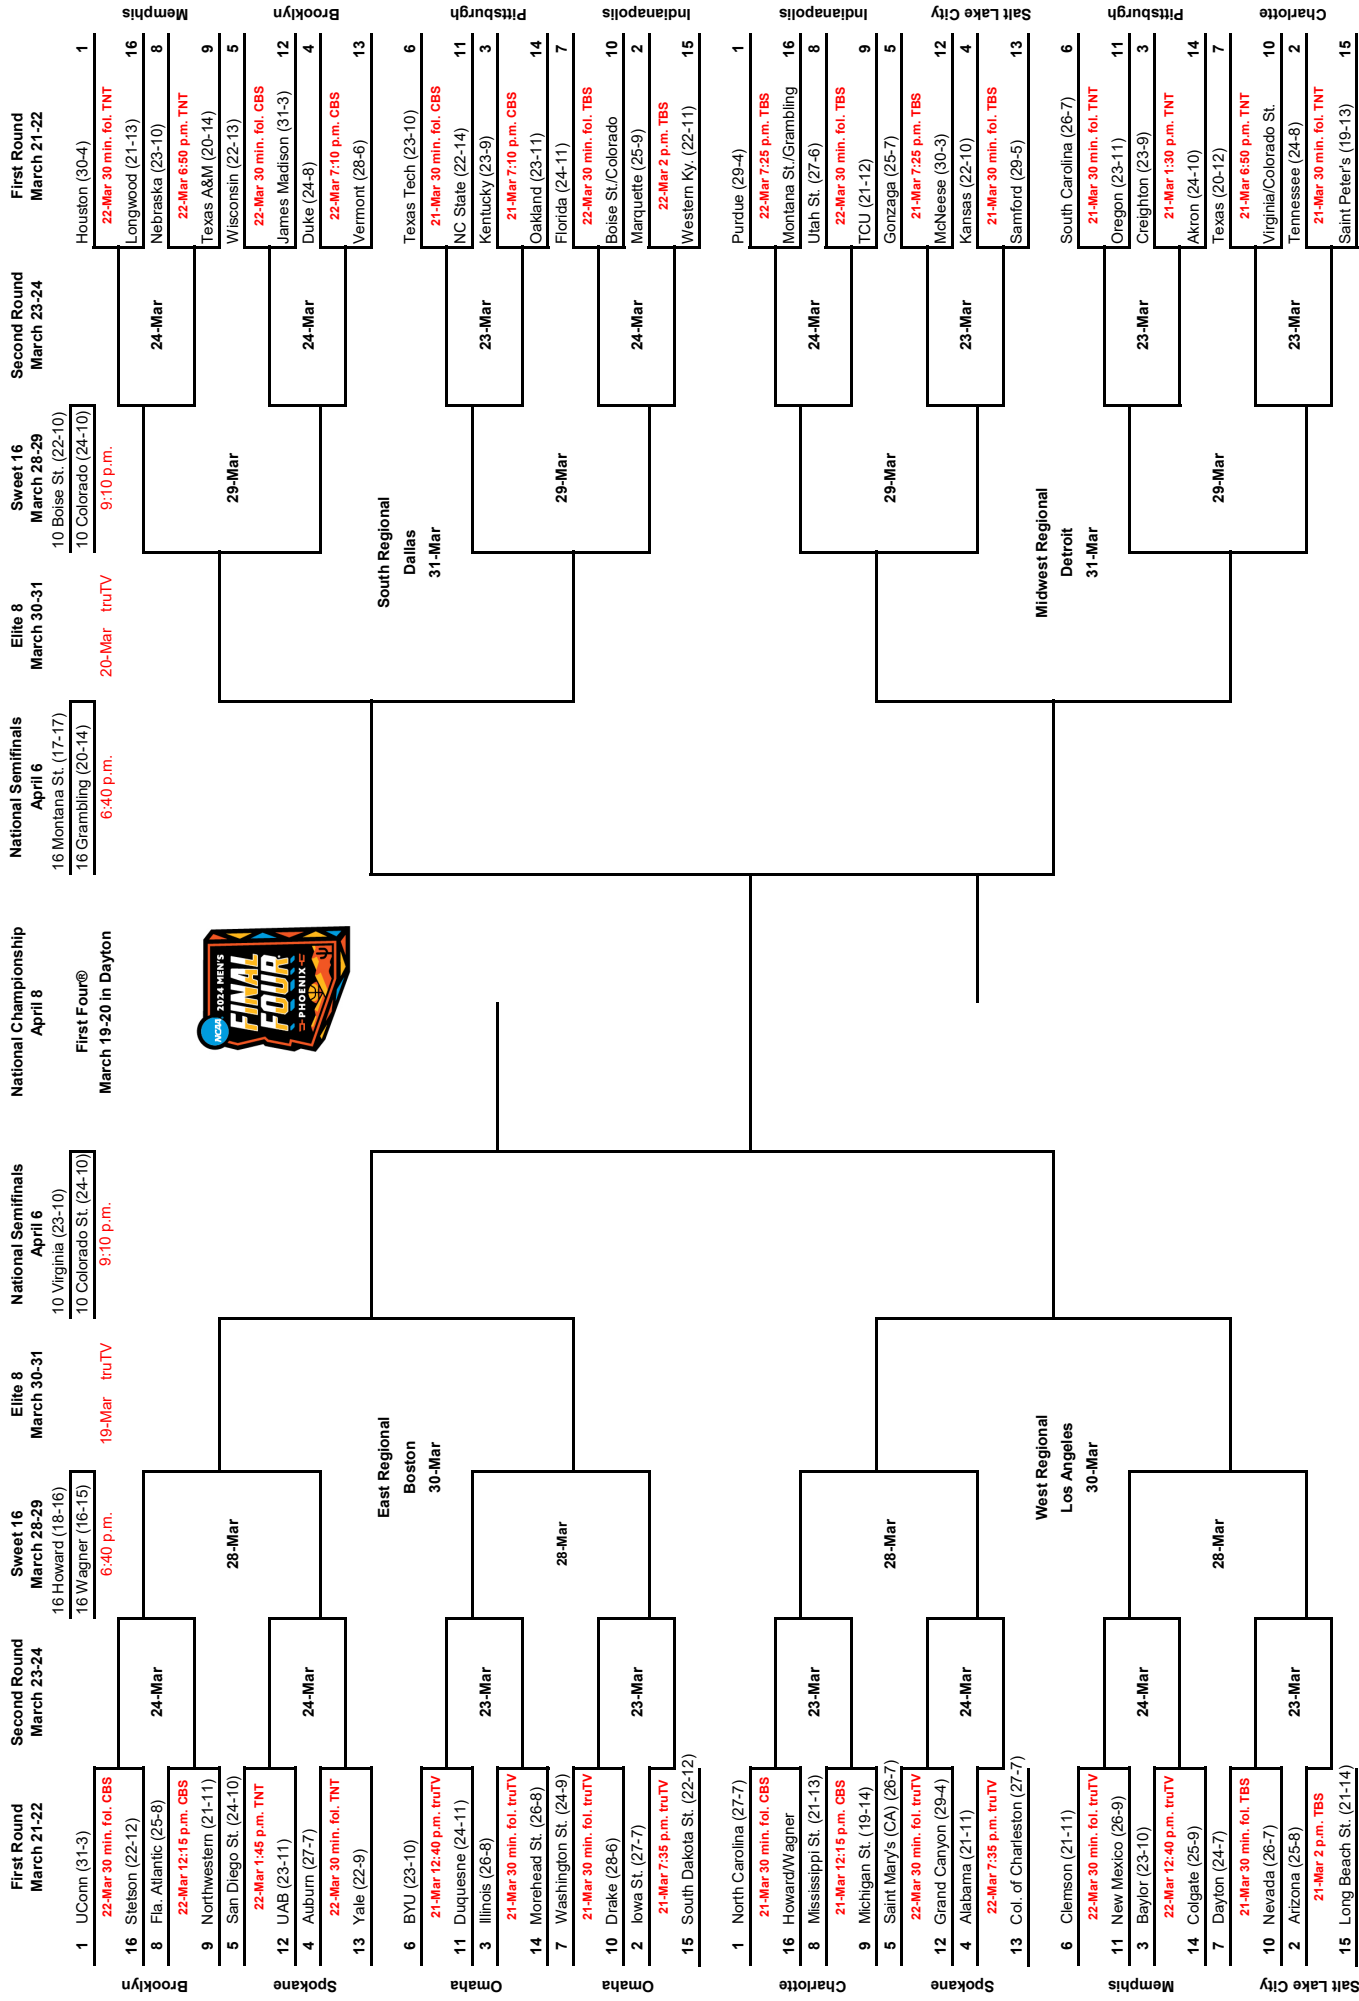 First Round
March 21-22
Second Round
March 23-24
Sweet 16
March 28-29
Elite 8
March 30-31
National Semifinals
April 6
National Championship
April 8
National Semifinals
April 6
Elite 8
March 30-31
Sweet 16
March 28-29
Second Round
March 23-24
First Round
March 21-22
16 Howard (18-16)
16 Wagner (16-15)
6:40 p.m.
19-Mar truTV
10 Virginia (23-10)
10 Colorado St. (24-10)
9:10 p.m.
First Four®
March 19-20 in Dayton
16 Montana St. (17-17)
16 Grambling (20-14)
6:40 p.m.
20-Mar truTV
10 Boise St. (22-10)
10 Colorado (24-10)
9:10 p.m.
Brooklyn
1 UConn (31-3)
22-Mar 30 min. fol. CBS
16 Stetson (22-12)
8 Fla. Atlantic (25-8)
22-Mar 12:15 p.m. CBS
9 Northwestern (21-11)
24-Mar
Spokane
5 San Diego St. (24-10)
22-Mar 1:45 p.m. TNT
12 UAB (23-11)
4 Auburn (27-7)
22-Mar 30 min. fol. TNT
13 Yale (22-9)
24-Mar
28-Mar
East Regional
Boston
30-Mar
Omaha
6 BYU (23-10)
21-Mar 12:40 p.m. truTV
11 Duquesne (24-11)
3 Illinois (26-8)
21-Mar 30 min. fol. truTV
14 Morehead St. (26-8)
23-Mar
Omaha
7 Washington St. (24-9)
21-Mar 30 min. fol. truTV
10 Drake (28-6)
2 Iowa St. (27-7)
21-Mar 7:35 p.m. truTV
15 South Dakota St. (22-12)
23-Mar
28-Mar
Charlotte
1 North Carolina (27-7)
21-Mar 30 min. fol. CBS
16 Howard/Wagner
8 Mississippi St. (21-13)
21-Mar 12:15 p.m. CBS
9 Michigan St. (19-14)
23-Mar
Spokane
5 Saint Mary's (CA) (26-7)
22-Mar 30 min. fol. truTV
12 Grand Canyon (29-4)
4 Alabama (21-11)
22-Mar 7:35 p.m. truTV
13 Col. of Charleston (27-7)
24-Mar
28-Mar
West Regional
Los Angeles
30-Mar
Memphis
6 Clemson (21-11)
22-Mar 30 min. fol. truTV
11 New Mexico (26-9)
3 Baylor (23-10)
22-Mar 12:40 p.m. truTV
14 Colgate (25-9)
24-Mar
Salt Lake City
7 Dayton (24-7)
21-Mar 30 min. fol. TBS
10 Nevada (26-7)
2 Arizona (25-8)
21-Mar 2 p.m. TBS
15 Long Beach St. (21-14)
23-Mar
28-Mar
NCAA
2024 MEN'S
FINAL
FOUR
PHOENIX
Houston (30-4) 1
22-Mar 30 min. fol. TNT
Longwood (21-13) 16
Nebraska (23-10) 8
22-Mar 6:50 p.m. TNT
Texas A&M (20-14) 9
Memphis
24-Mar
Wisconsin (22-13) 5
22-Mar 30 min. fol. CBS
James Madison (31-3) 12
Duke (24-8) 4
22-Mar 7:10 p.m. CBS
Vermont (28-6) 13
Brooklyn
24-Mar
29-Mar
South Regional
Dallas
31-Mar
Texas Tech (23-10) 6
21-Mar 30 min. fol. CBS
NC State (22-14) 11
Kentucky (23-9) 3
21-Mar 7:10 p.m. CBS
Oakland (23-11) 14
Pittsburgh
23-Mar
Florida (24-11) 7
22-Mar 30 min. fol. TBS
Boise St./Colorado 10
Marquette (25-9) 2
22-Mar 2 p.m. TBS
Western Ky. (22-11) 15
Indianapolis
24-Mar
29-Mar
Purdue (29-4) 1
22-Mar 7:25 p.m. TBS
Montana St./Grambling 16
Utah St. (27-6) 8
22-Mar 30 min. fol. TBS
TCU (21-12) 9
Indianapolis
24-Mar
Gonzaga (25-7) 5
21-Mar 7:25 p.m. TBS
McNeese (30-3) 12
Kansas (22-10) 4
21-Mar 30 min. fol. TBS
Samford (29-5) 13
Salt Lake City
23-Mar
29-Mar
Midwest Regional
Detroit
31-Mar
South Carolina (26-7) 6
21-Mar 30 min. fol. TNT
Oregon (23-11) 11
Creighton (23-9) 3
21-Mar 1:30 p.m. TNT
Akron (24-10) 14
Pittsburgh
23-Mar
Texas (20-12) 7
21-Mar 6:50 p.m. TNT
Virginia/Colorado St. 10
Tennessee (24-8) 2
21-Mar 30 min. fol. TNT
Saint Peter's (19-13) 15
Charlotte
23-Mar
29-Mar